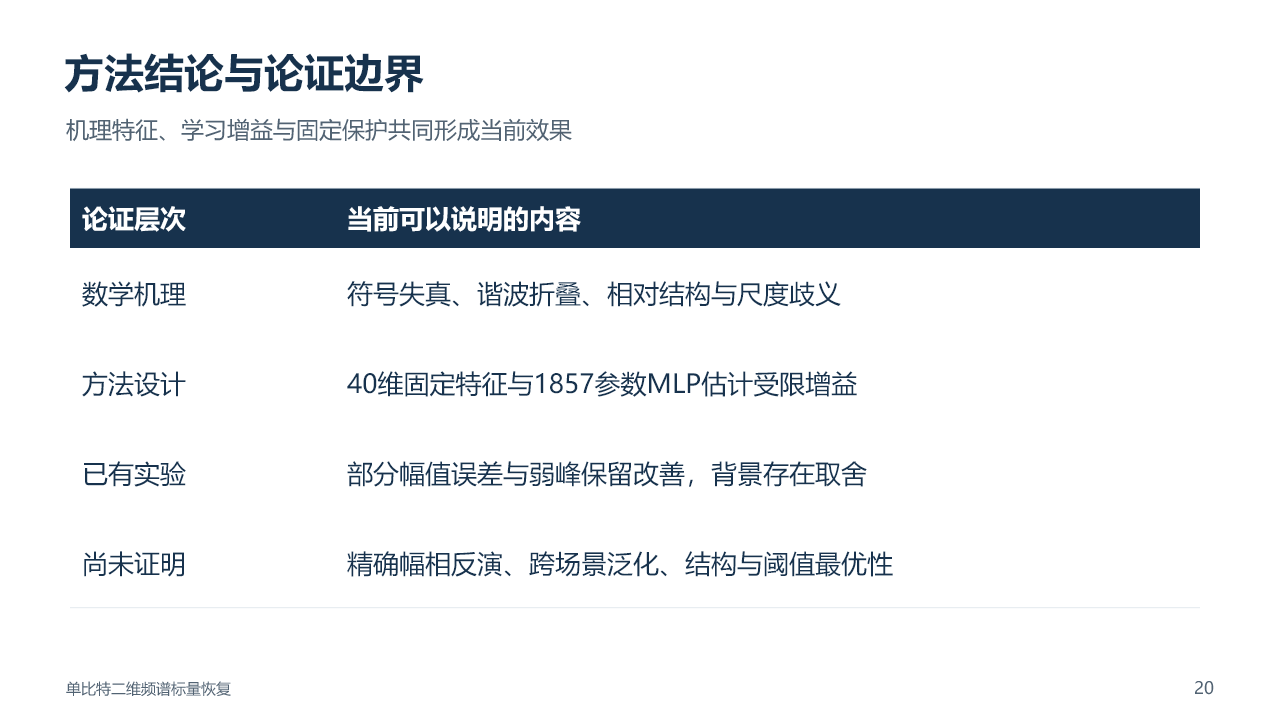 方法结论与论证边界
机理特征、学习增益与固定保护共同形成当前效果
论证层次 当前可以说明的内容
数学机理 符号失真、谐波折叠、相对结构与尺度歧义
方法设计 40维固定特征与1857参数MLP估计受限增益
已有实验 部分幅值误差与弱峰保留改善，背景存在取舍
尚未证明 精确幅相反演、跨场景泛化、结构与阈值最优性
单比特二维频谱标量恢复 20